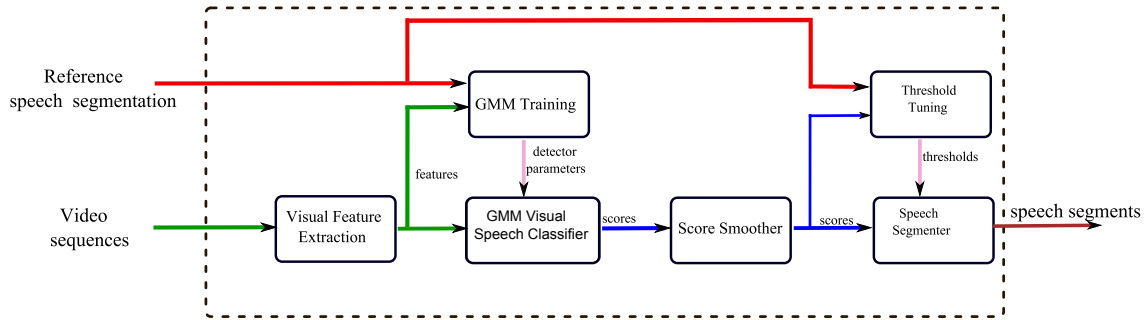 Reference
speech segmentation
GMM Training
Threshold
Tuning
detector
parameters
thresholds
features
Video
sequences
Visual Feature
Extraction
GMM Visual
Speech Classifier
scores
Score Smoother
scores
Speech
Segmenter
speech segments